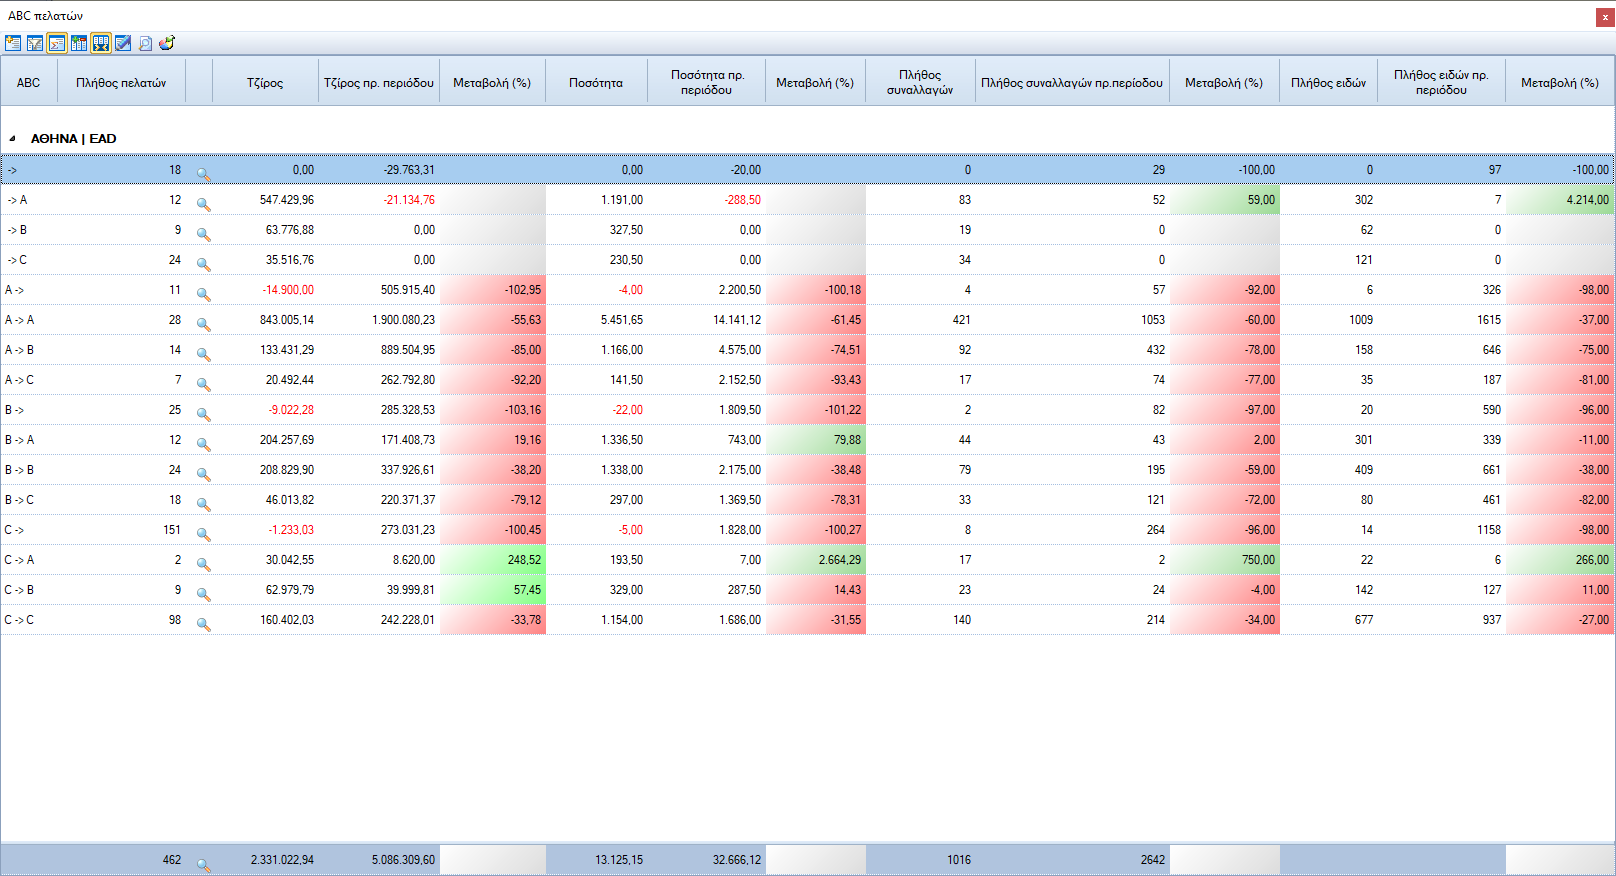 ABC πελατών
x
ABC Πλήθος πελατών Τζίρος Τζίρος πρ. περιόδου Μεταβολή (%) Ποσότητα Ποσότητα πρ. περιόδου Μεταβολή (%) Πλήθος συναλλαγών Πλήθος συναλλαγών πρ.περίοδου Μεταβολή (%) Πλήθος ειδών Πλήθος ειδών πρ. περιόδου Μεταβολή (%)
ΑΘΗΝΑ | EAD
-> 18 0,00 -29.763,31 0,00 -20,00 0 29 -100,00 0 97 -100,00
-> A 12 547.429,96 -21.134,76 1.191,00 -288,50 83 52 59,00 302 7 4.214,00
-> B 9 63.776,88 0,00 327,50 0,00 19 0 62 0
-> C 24 35.516,76 0,00 230,50 0,00 34 0 121 0
A -> 11 -14.900,00 505.915,40 -102,95 -4,00 2.200,50 -100,18 4 57 -92,00 6 326 -98,00
A -> A 28 843.005,14 1.900.080,23 -55,63 5.451,65 14.141,12 -61,45 421 1053 -60,00 1009 1615 -37,00
A -> B 14 133.431,29 889.504,95 -85,00 1.166,00 4.575,00 -74,51 92 432 -78,00 158 646 -75,00
A -> C 7 20.492,44 262.792,80 -92,20 141,50 2.152,50 -93,43 17 74 -77,00 35 187 -81,00
B -> 25 -9.022,28 285.328,53 -103,16 -22,00 1.809,50 -101,22 2 82 -97,00 20 590 -96,00
B -> A 12 204.257,69 171.408,73 19,16 1.336,50 743,00 79,88 44 43 2,00 301 339 -11,00
B -> B 24 208.829,90 337.926,61 -38,20 1.338,00 2.175,00 -38,48 79 195 -59,00 409 661 -38,00
B -> C 18 46.013,82 220.371,37 -79,12 297,00 1.369,50 -78,31 33 121 -72,00 80 461 -82,00
C -> 151 -1.233,03 273.031,23 -100,45 -5,00 1.828,00 -100,27 8 264 -96,00 14 1158 -98,00
C -> A 2 30.042,55 8.620,00 248,52 193,50 7,00 2.664,29 17 2 750,00 22 6 266,00
C -> B 9 62.979,79 39.999,81 57,45 329,00 287,50 14,43 23 24 -4,00 142 127 11,00
C -> C 98 160.402,03 242.228,01 -33,78 1.154,00 1.686,00 -31,55 140 214 -34,00 677 937 -27,00
462 2.331.022,94 5.086.309,60 13.125,15 32.666,12 1016 2642